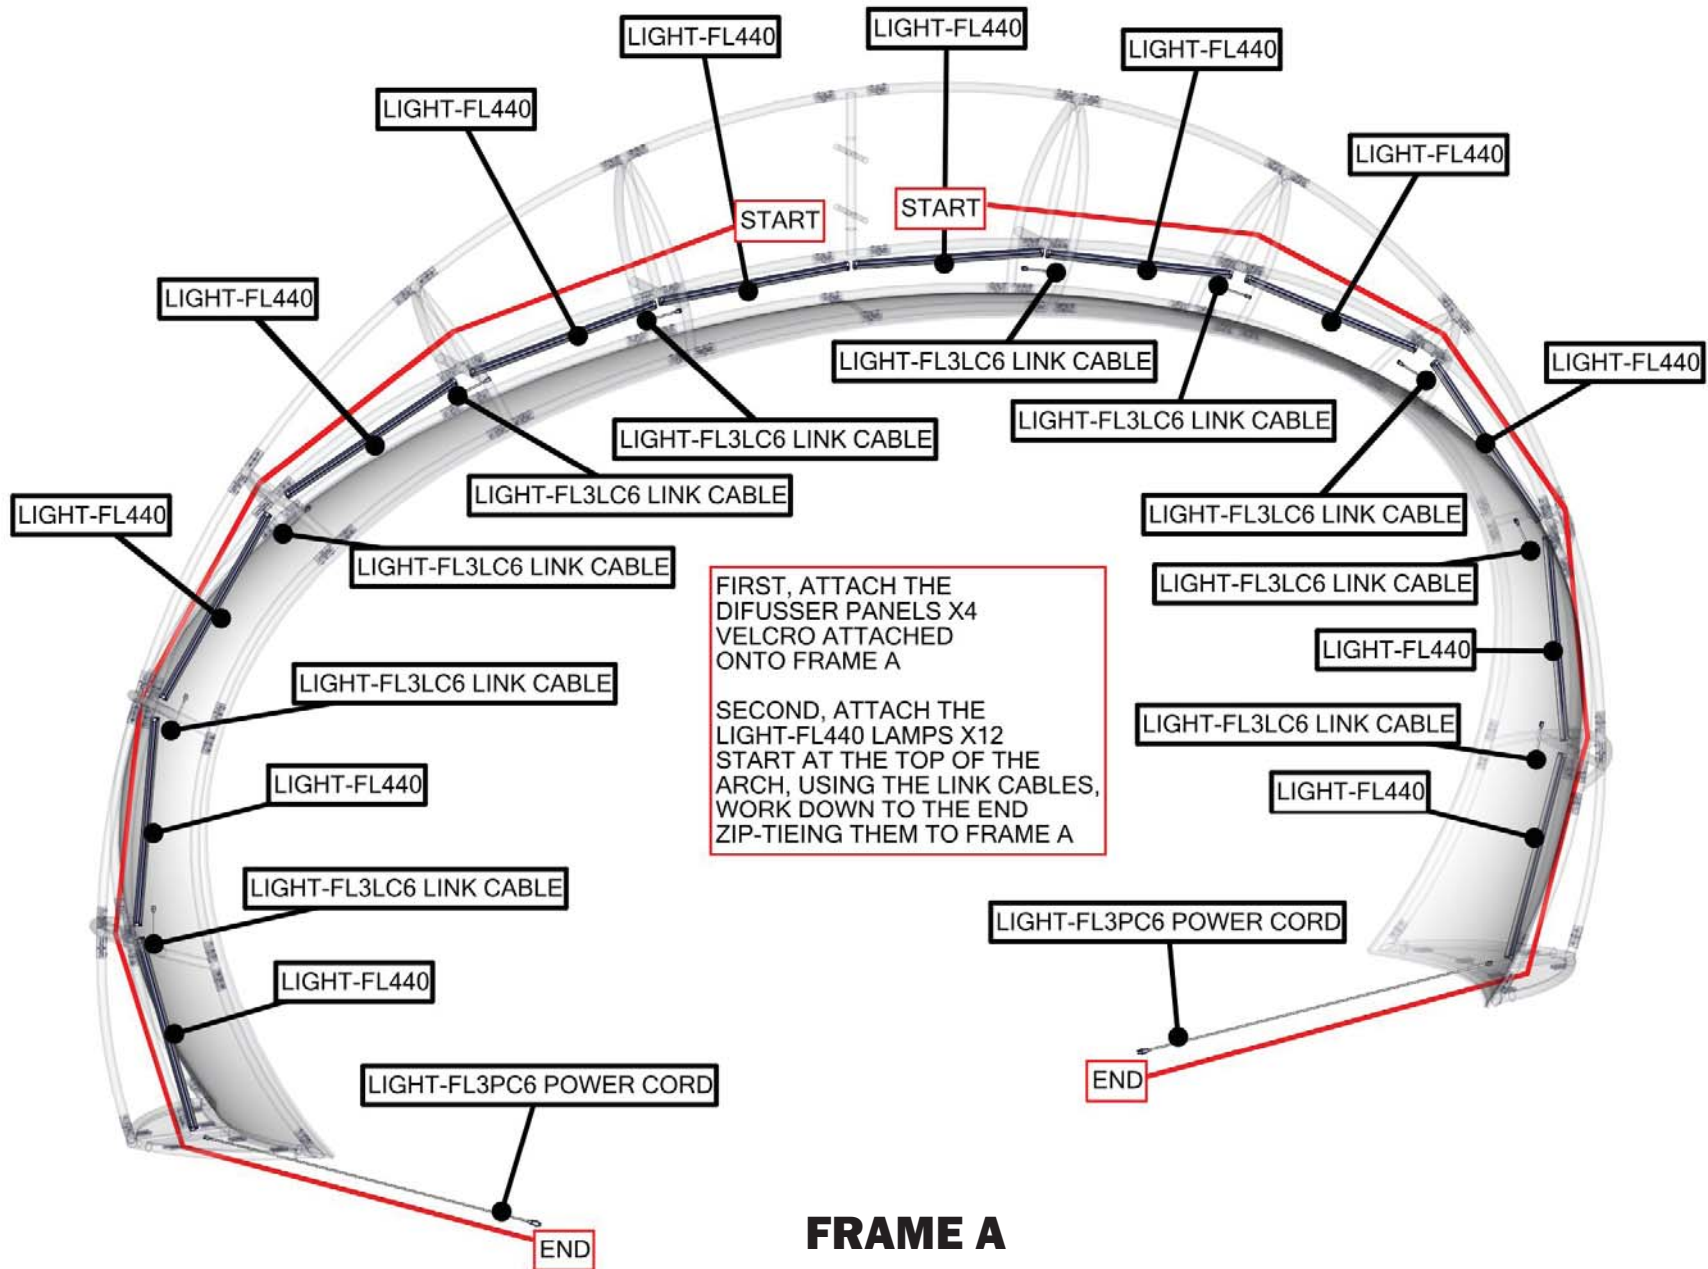 LIGHT-FL440
LIGHT-FL440
LIGHT-FL440
LIGHT-FL440
LIGHT-FL440
START
START
LIGHT-FL440
LIGHT-FL440
LIGHT-FL3LC6 LINK CABLE
LIGHT-FL3LC6 LINK CABLE
LIGHT-FL3LC6 LINK CABLE
LIGHT-FL3LC6 LINK CABLE
LIGHT-FL440
LIGHT-FL3LC6 LINK CABLE
LIGHT-FL3LC6 LINK CABLE
LIGHT-FL3LC6 LINK CABLE
FIRST, ATTACH THE
DIFUSSER PANELS X4
VELCRO ATTACHED
ONTO FRAME A
SECOND, ATTACH THE
LIGHT-FL440 LAMPS X12
START AT THE TOP OF THE
ARCH, USING THE LINK CABLES,
WORK DOWN TO THE END
ZIP-TIEING THEM TO FRAME A
LIGHT-FL440
LIGHT-FL3LC6 LINK CABLE
LIGHT-FL3LC6 LINK CABLE
LIGHT-FL440
LIGHT-FL440
LIGHT-FL3LC6 LINK CABLE
LIGHT-FL3PC6 POWER CORD
LIGHT-FL440
LIGHT-FL3PC6 POWER CORD
END
END
FRAME A